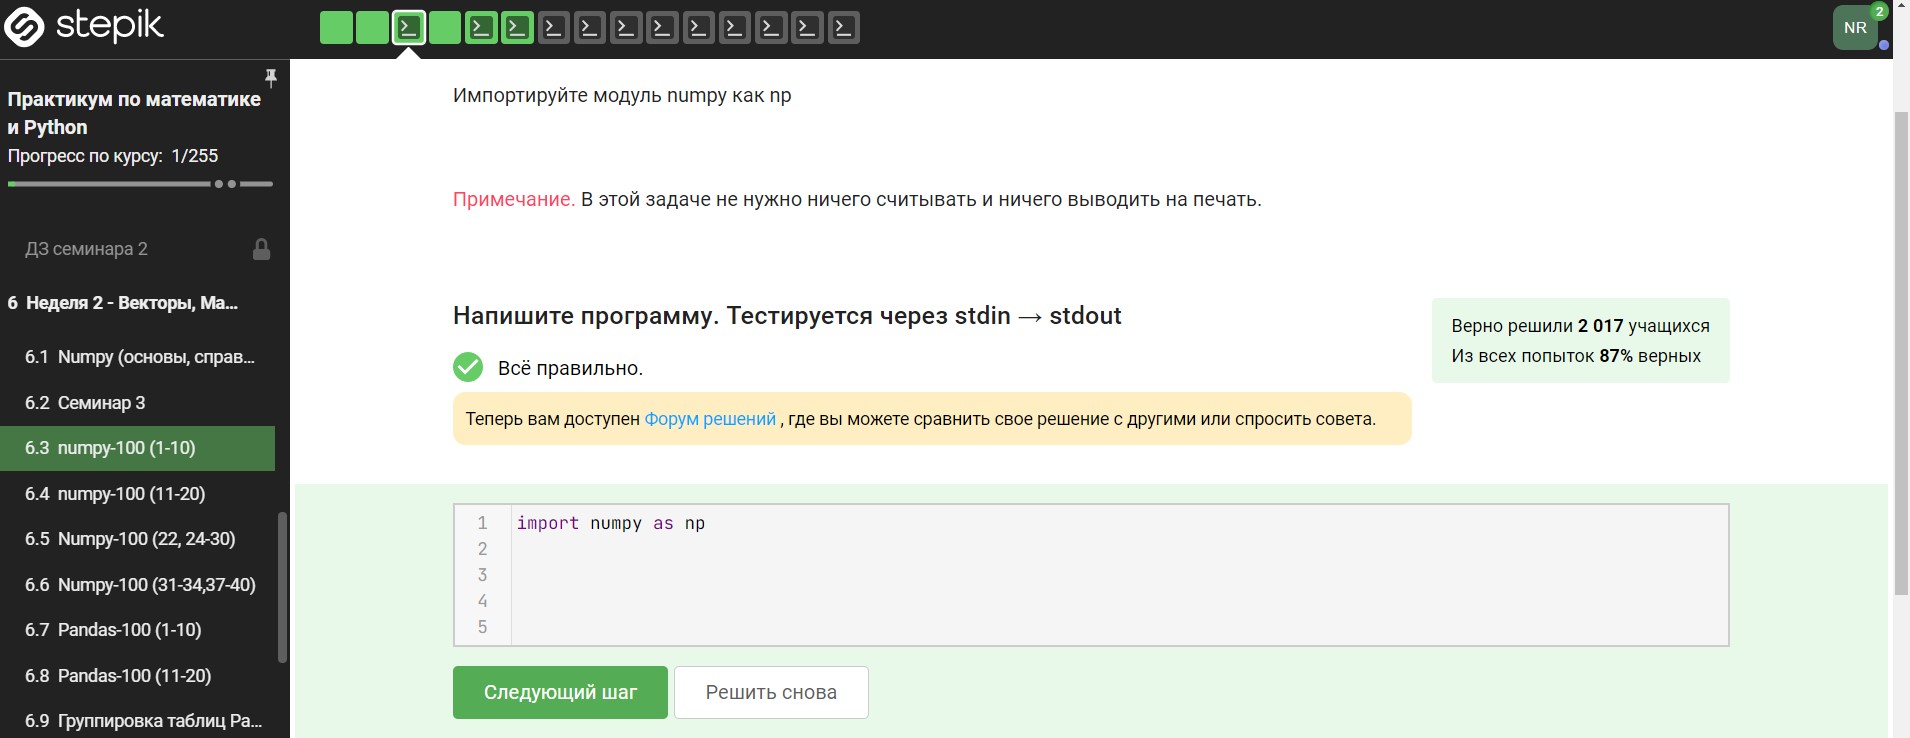 stepik
NR
2
Практикум по математике
и Python
Прогресс по курсу: 1/255
ДЗ семинара 2
6 Неделя 2 - Векторы, Ма...
6.1 Numpy (основы, справ...
6.2 Семинар 3
6.3 numpy-100 (1-10)
6.4 numpy-100 (11-20)
6.5 Numpy-100 (22, 24-30)
6.6 Numpy-100 (31-34,37-40)
6.7 Pandas-100 (1-10)
6.8 Pandas-100 (11-20)
6.9 Группировка таблиц Pa...
Импортируйте модуль numpy как np
Примечание. В этой задаче не нужно ничего считывать и ничего выводить на печать.
Напишите программу. Тестируется через stdin → stdout
Верно решили 2 017 учащихся
Из всех попыток 87% верных
Всё правильно.
Теперь вам доступен Форум решений , где вы можете сравнить свое решение с другими или спросить совета.
1 import numpy as np
2
3
4
5
Следующий шаг
Решить снова